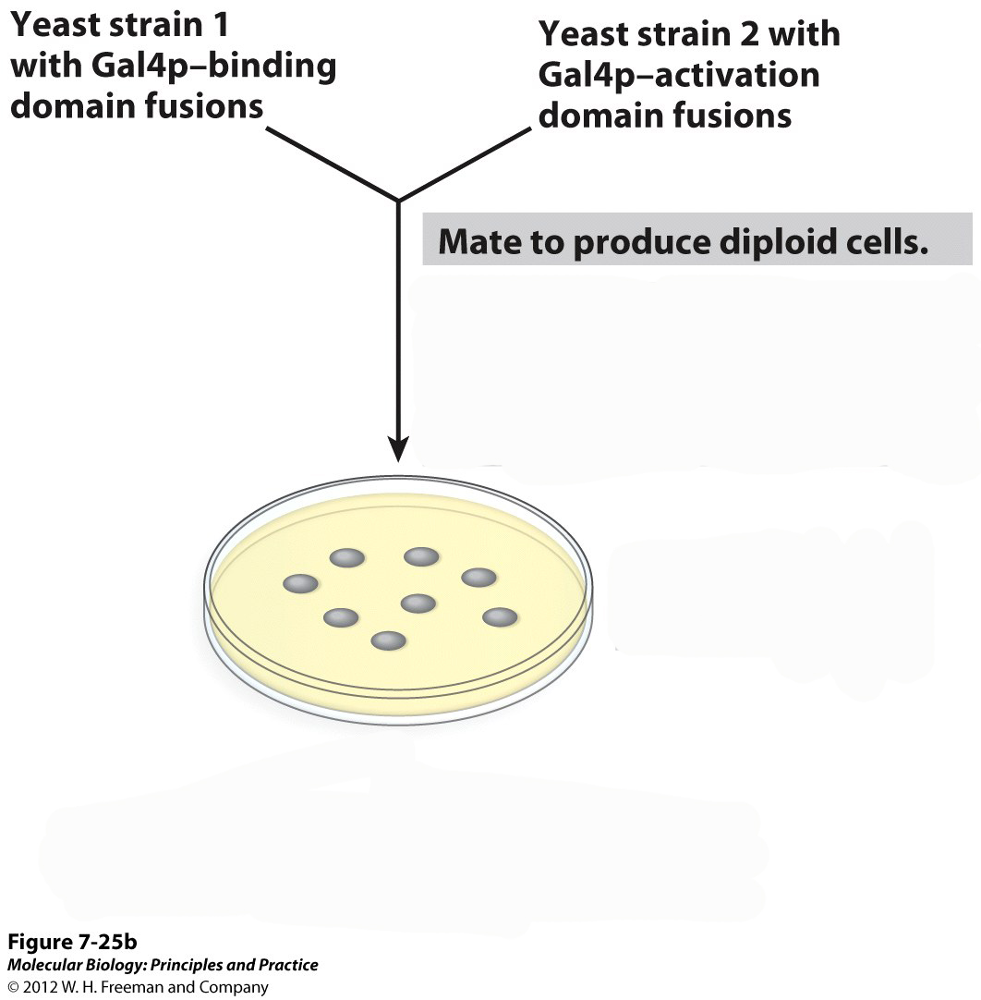 Yeast strain 1
with Gal4p–binding
domain fusions
Yeast strain 2 with
Gal4p–activation
domain fusions
Mate to produce diploid cells.
Figure 7-25b
Molecular Biology: Principles and Practice
© 2012 W. H. Freeman and Company